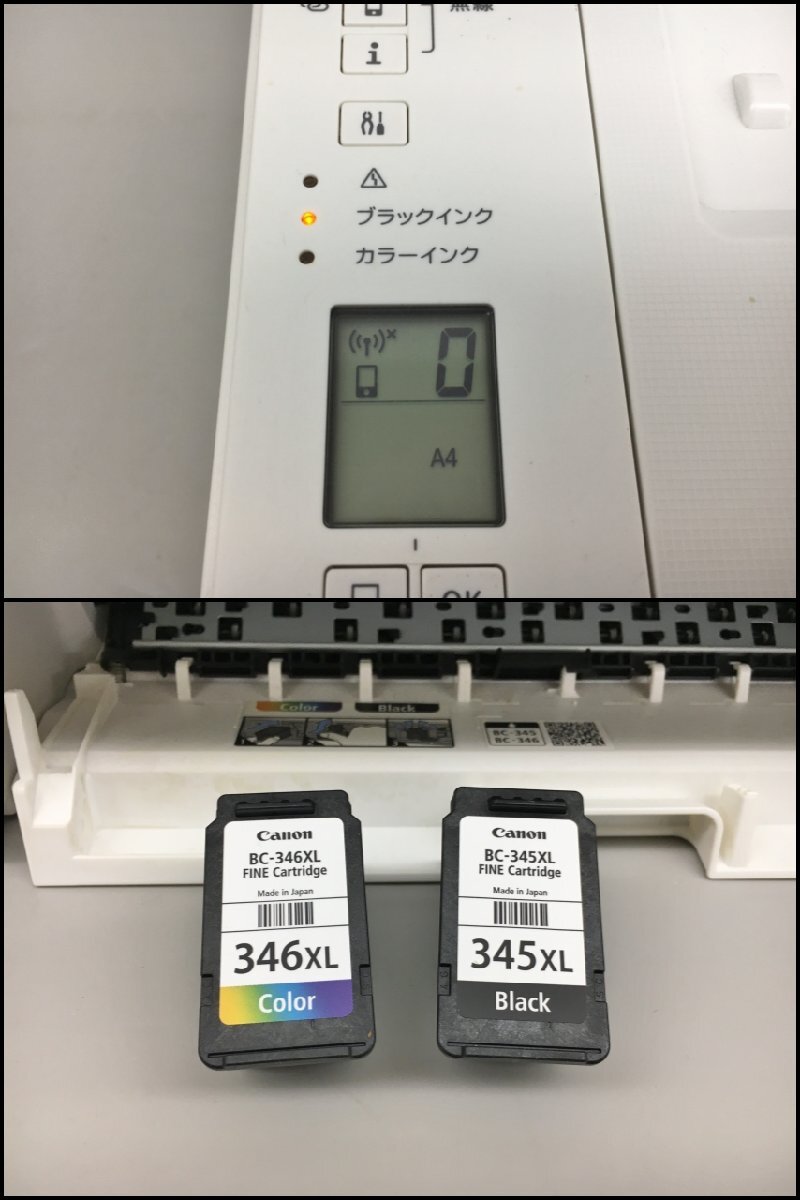 無線
ブラックインク
カラーインク
0
A4
OK
Color
Black
BC-345
BC-346
Canon
BC-346XL
FINE Cartridge
Made in Japan
346XL
Color
Canon
BC-345XL
FINE Cartridge
Made in Japan
345XL
Black